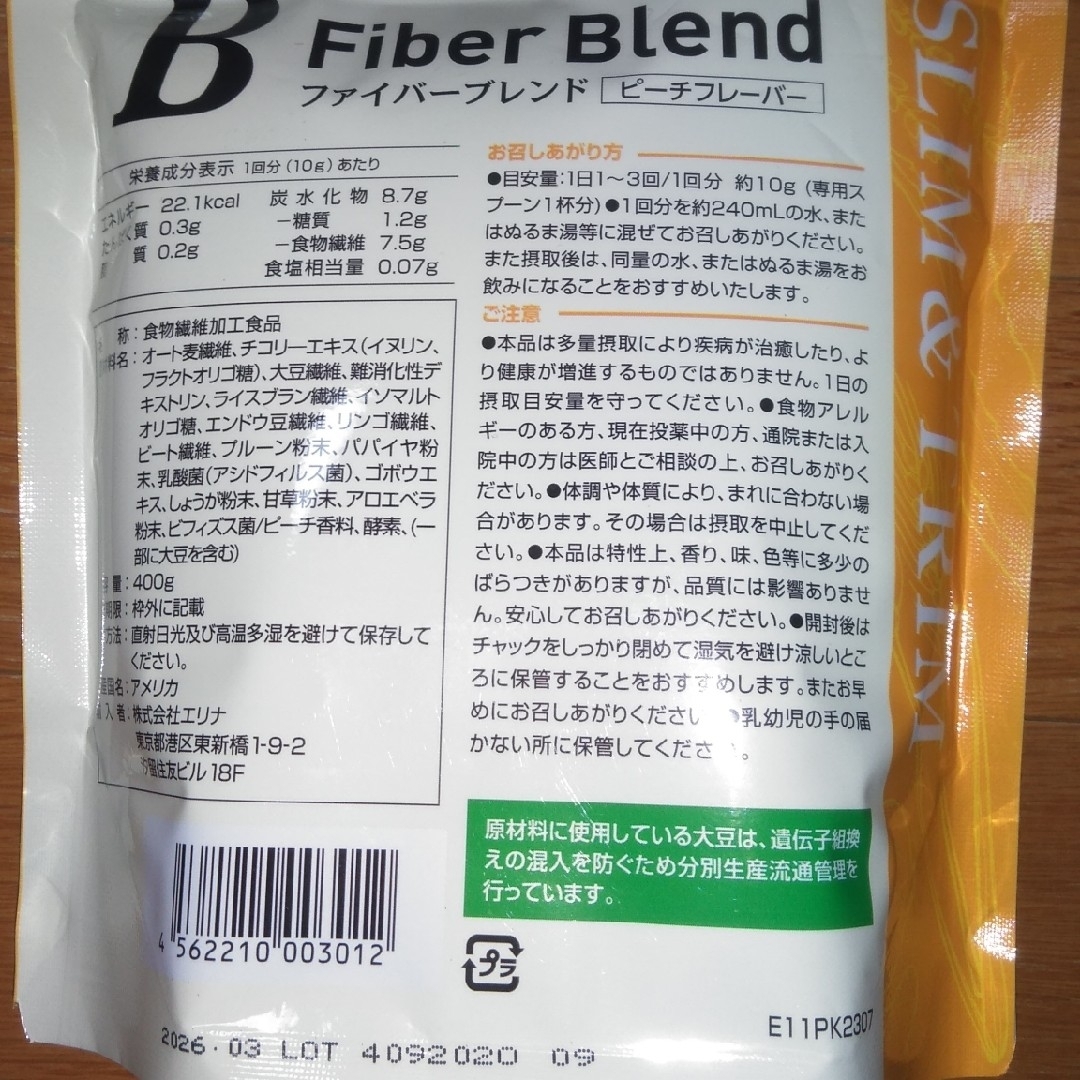 B Fiber Blend
ファイバーブレンド ピーチフレーバー
SLIM & TRIM
栄養成分表示 1回分(10g)あたり
エネルギー 22.1kcal
質 0.3g
質 0.2g
炭水化物 8.7g
−糖質 1.2g
−食物繊維 7.5g
食塩相当量 0.07g
称:食物繊維加工食品
料名:オート麦繊維、チコリーエキス(イヌリン、
フラクトオリゴ糖)、大豆繊維、難消化性デ
キストリン、ライスブラン繊維、イソマルト
オリゴ糖、エンドウ豆繊維、リンゴ繊維、
ビート繊維、プルーン粉末、パパイヤ粉
末、乳酸菌(アシドフィルス菌)、ゴボウエ
キス、しょうが粉末、甘草粉末、アロエベラ
粉末、ビフィズス菌/ピーチ香料、酵素、(一
部に大豆を含む)
量:400g
期限:枠外に記載
方法:直射日光及び高温多湿を避けて保存して
ください。
国名:アメリカ
入者:株式会社エリナ
東京都港区東新橋1-9-2
汐留住友ビル18F
お召しあがり方
●目安量:1日1〜3回/1回分 約10g (専用ス
プーン1杯分)●1回分を約240mLの水、また
はぬるま湯等に混ぜてお召しあがりください。
また摂取後は、同量の水、またはぬるま湯をお
飲みになることをおすすめいたします。
ご注意
●本品は多量摂取により疾病が治癒したり、よ
り健康が増進するものではありません。1日の
摂取目安量を守ってください。●食物アレル
ギーのある方、現在投薬中の方、通院または入
院中の方は医師とご相談の上、お召しあがりく
ださい。●体調や体質により、まれに合わない場
合があります。その場合は摂取を中止してくだ
さい。●本品は特性上、香り、味、色等に多少の
ばらつきがありますが、品質には影響ありませ
ん。安心してお召しあがりください。●開封後は
チャックをしっかり閉めて湿気を避け涼しいとこ
ろに保管することをおすすめします。またお早
めにお召しあがりください ●乳幼児の手の届
かない所に保管してくださ 。
原材料に使用している大豆は、遺伝子組換
えの混入を防ぐため分別生産流通管理を
行っています。
4 562210 003012
プラ
E11PK2307
2026.03 LOT 4092020 09